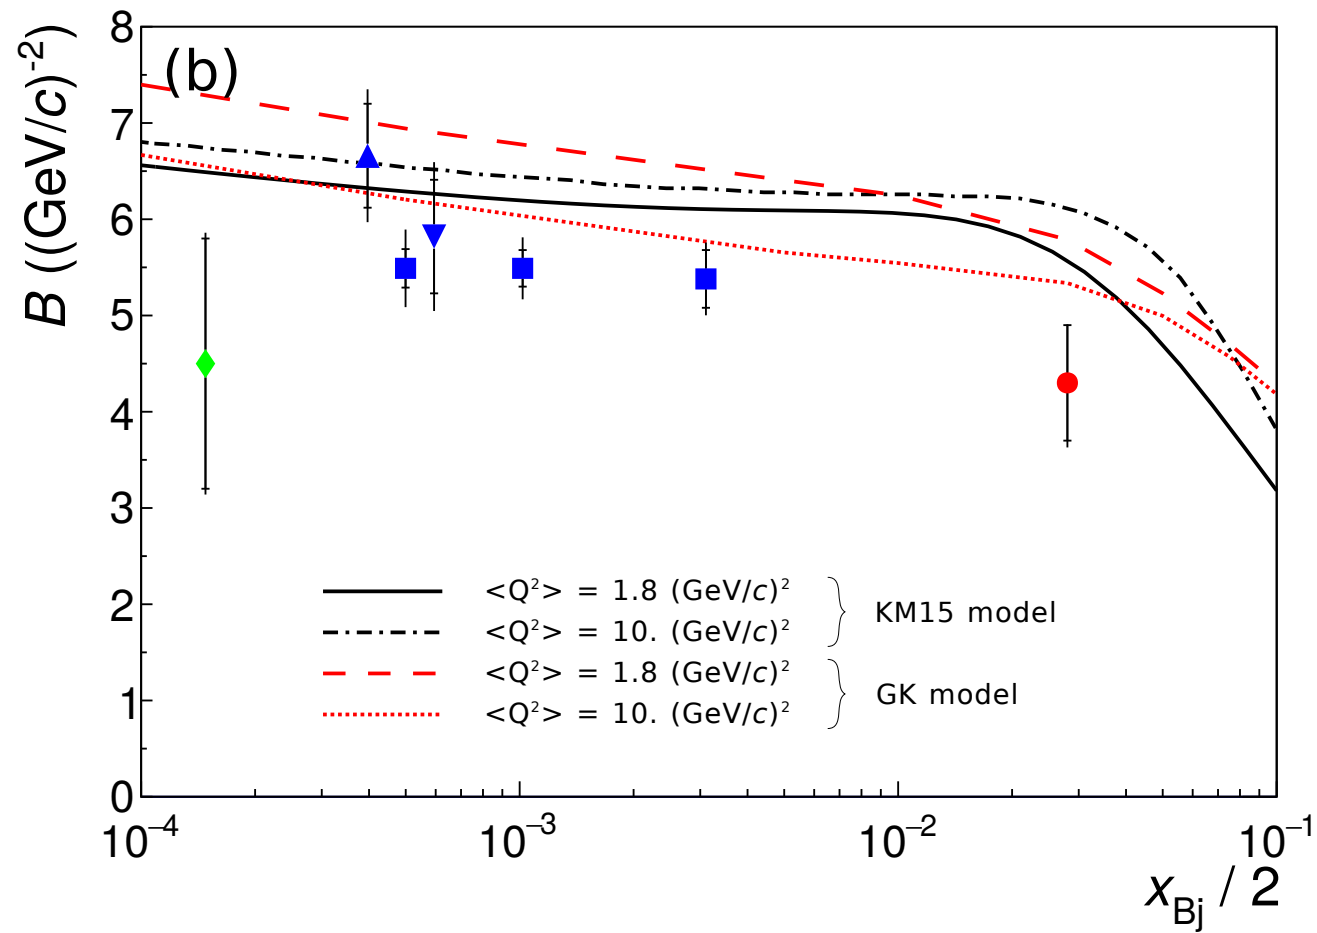 (b)
B ((GeV/c)⁻²)
8
7
6
5
4
3
2
1
0
<Q²> = 1.8 (GeV/c)²
<Q²> = 10. (GeV/c)²
KM15 model
<Q²> = 1.8 (GeV/c)²
<Q²> = 10. (GeV/c)²
GK model
10⁻⁴
10⁻³
10⁻²
10⁻¹
x_Bj / 2